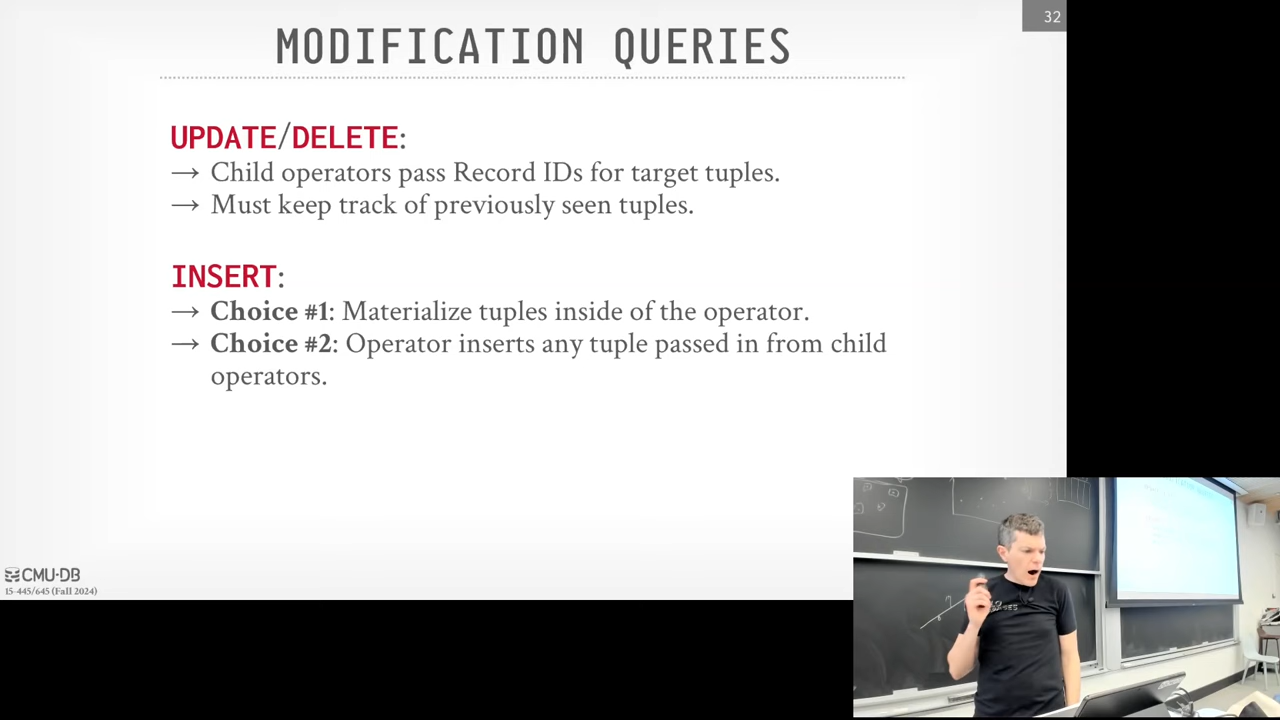 32
MODIFICATION QUERIES
UPDATE/DELETE:
→ Child operators pass Record IDs for target tuples.
→ Must keep track of previously seen tuples.
INSERT:
→ Choice #1: Materialize tuples inside of the operator.
→ Choice #2: Operator inserts any tuple passed in from child
operators.
CMU·DB
15-445/645 (Fall 2024)